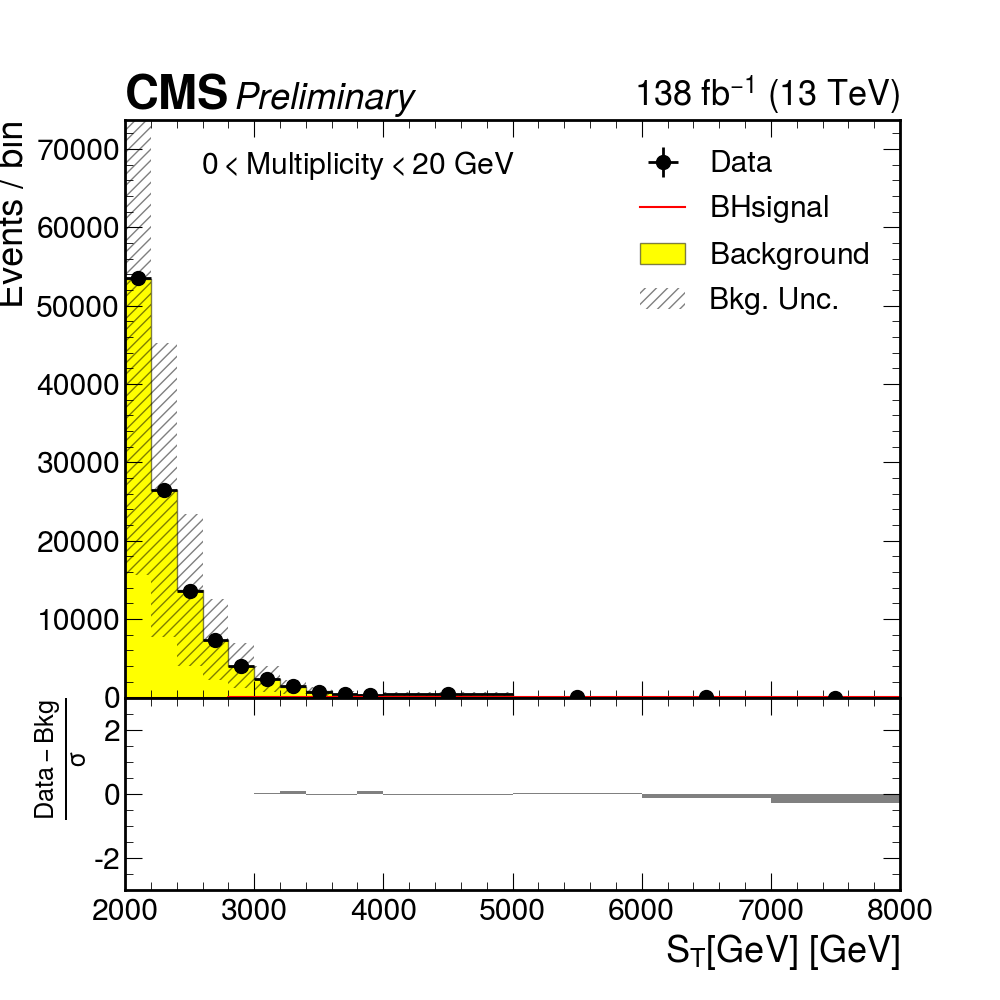 CMS Preliminary 138 fb⁻¹ (13 TeV)
Events / bin
0 < Multiplicity < 20 GeV
Data
BHsignal
Background
Bkg. Unc.
70000
60000
50000
40000
30000
20000
10000
0
Data – Bkg
σ
2
0
-2
2000 3000 4000 5000 6000 7000 8000
S_T[GeV] [GeV]